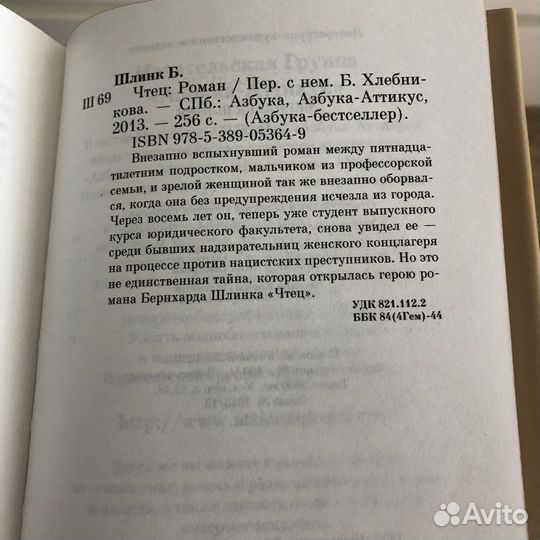 Шлинк Б.
Ш 69 Чтец: Роман / Пер. с нем. Б. Хлебни-
кова. — СПб.: Азбука, Азбука-Аттикус,
2013. — 256 с. — (Азбука-бестселлер).
ISBN 978-5-389-05364-9
Внезапно вспыхнувший роман между пятнадца-
тилетним подростком, мальчиком из профессорской
семьи, и зрелой женщиной так же внезапно оборвал-
ся, когда она без предупреждения исчезла из города.
Через восемь лет он, теперь уже студент выпускного
курса юридического факультета, снова увидел ее —
среди бывших надзирательниц женского концлагеря
на процессе против нацистских преступников. Но это
не единственная тайна, которая открылась герою ро-
мана Бернхарда Шлинка «Чтец».
УДК 821.112.2
ББК 84(4Гем)-44
Avito